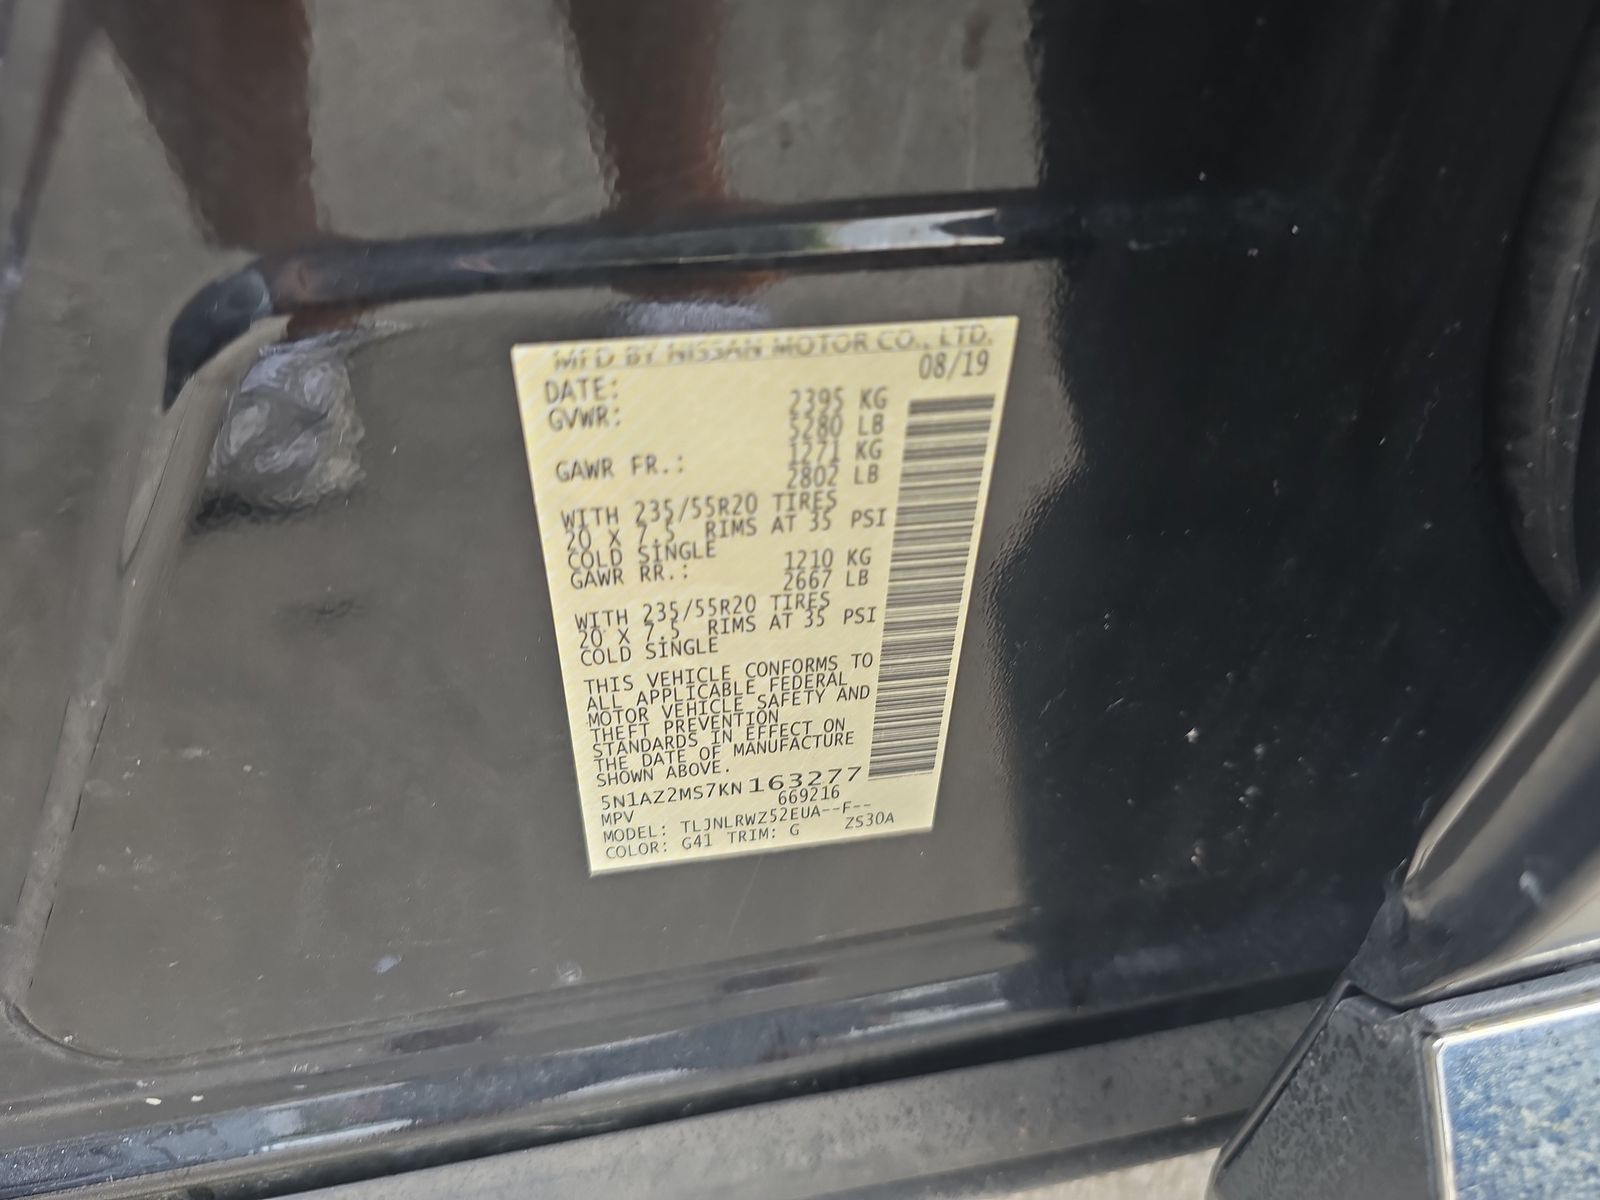 MFD BY NISSAN MOTOR CO., LTD.
DATE: 08/19
GVWR: 2395 KG
5280 LB
GAWR FR.: 1271 KG
2802 LB
WITH 235/55R20 TIRES
20 X 7.5 RIMS AT 35 PSI
COLD SINGLE
GAWR RR.: 1210 KG
2667 LB
WITH 235/55R20 TIRES
20 X 7.5 RIMS AT 35 PSI
COLD SINGLE
THIS VEHICLE CONFORMS TO
ALL APPLICABLE FEDERAL
MOTOR VEHICLE SAFETY AND
THEFT PREVENTION
STANDARDS IN EFFECT ON
THE DATE OF MANUFACTURE
SHOWN ABOVE.
5N1AZ2MS7KN163277
MPV 669216
MODEL: TLJNLRWZ52EUA--F--
COLOR: G41 TRIM: G ZS30A